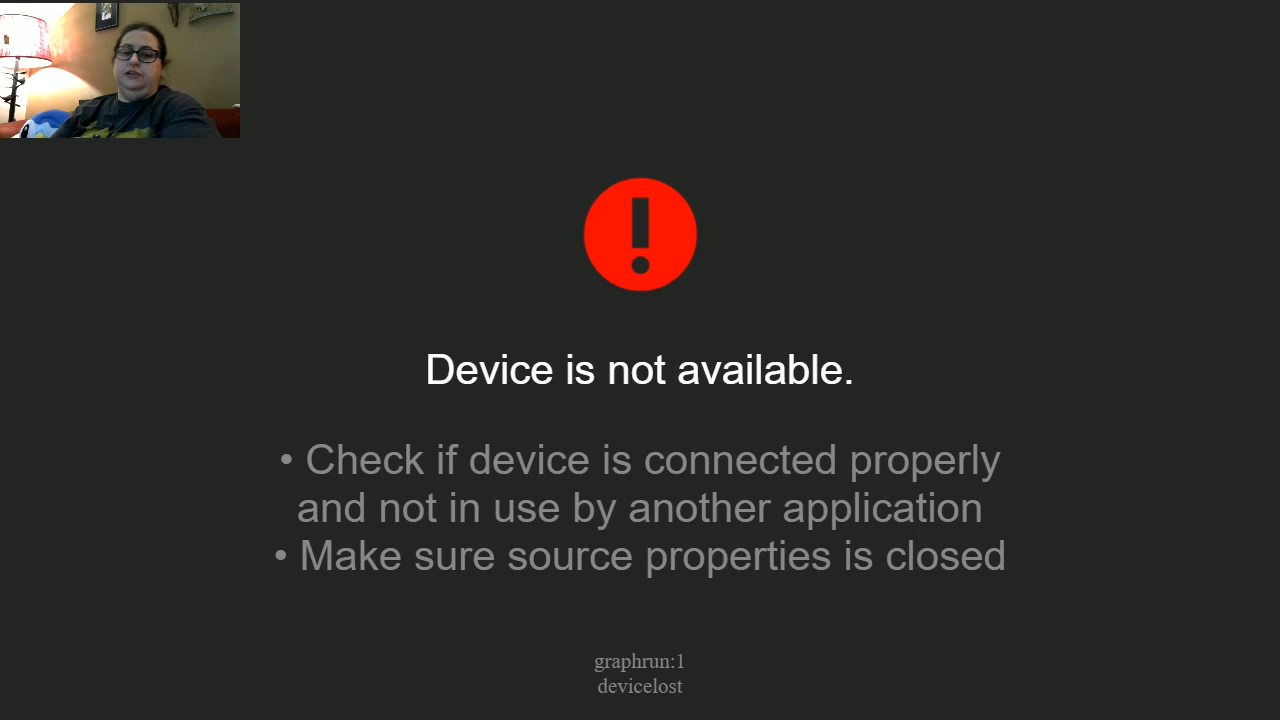 Device is not available.
• Check if device is connected properly
and not in use by another application
• Make sure source properties is closed
graphrun:1
devicelost